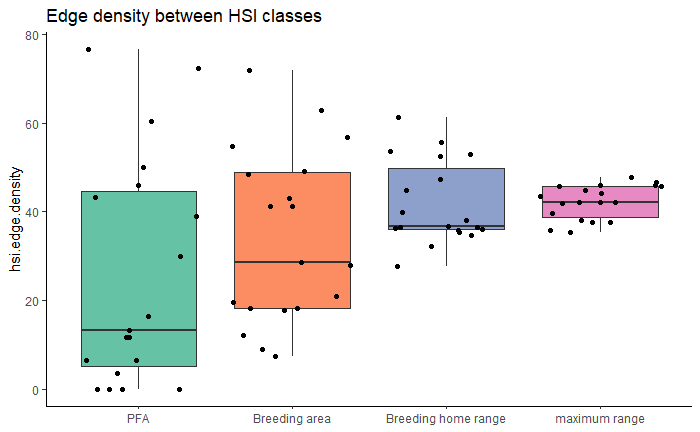 Edge density between HSI classes
hsi.edge.density
80
60
40
20
0
PFA
Breeding area
Breeding home range
maximum range